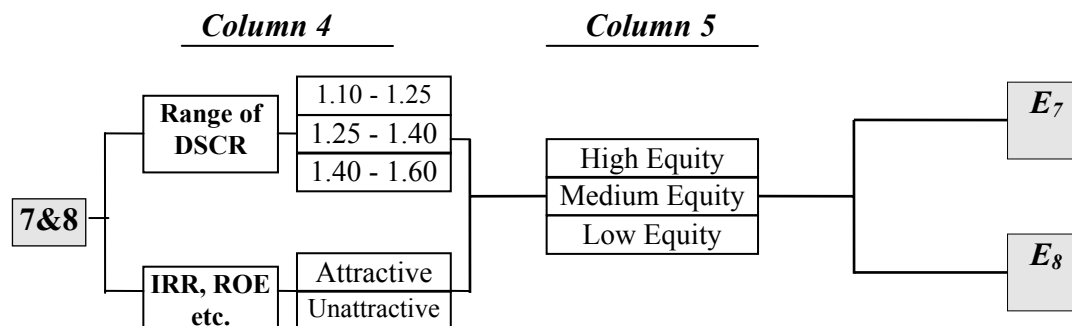 Column 4
Column 5
7&8
Range of
DSCR
1.10 - 1.25
1.25 - 1.40
1.40 - 1.60
IRR, ROE
etc.
Attractive
Unattractive
High Equity
Medium Equity
Low Equity
E7
E8